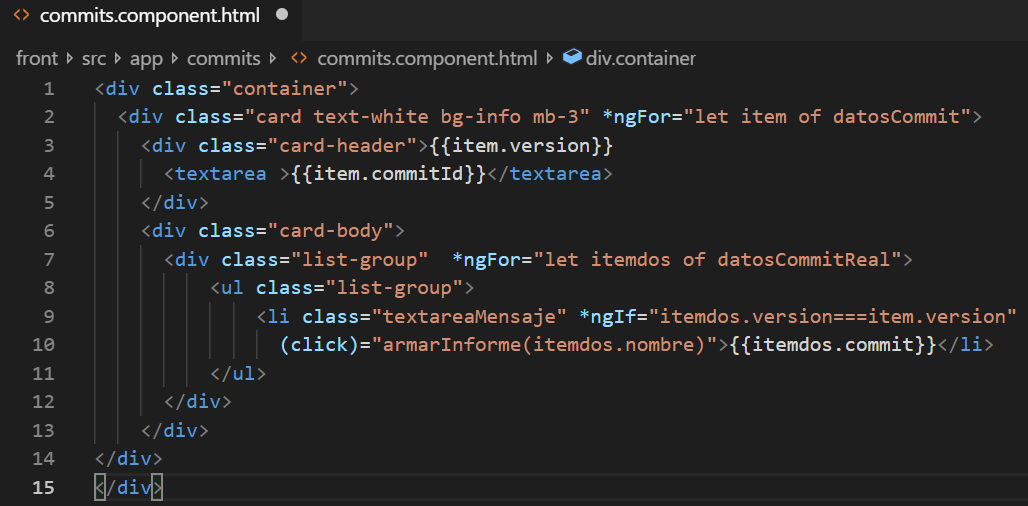 <> commits.component.html ●
front > src > app > commits > <> commits.component.html > div.container
1 <div class="container">
2 <div class="card text-white bg-info mb-3" *ngFor="let item of datosCommit">
3 <div class="card-header">{{item.version}}
4 <textarea >{{item.commitId}}</textarea>
5 </div>
6 <div class="card-body">
7 <div class="list-group"  *ngFor="let itemdos of datosCommitReal">
8 <ul class="list-group">
9 <li class="textareaMensaje" *ngIf="itemdos.version===item.version"
10 (click)="armarInforme(itemdos.nombre)">{{itemdos.commit}}</li>
11 </ul>
12 </div>
13 </div>
14 </div>
15 </div>